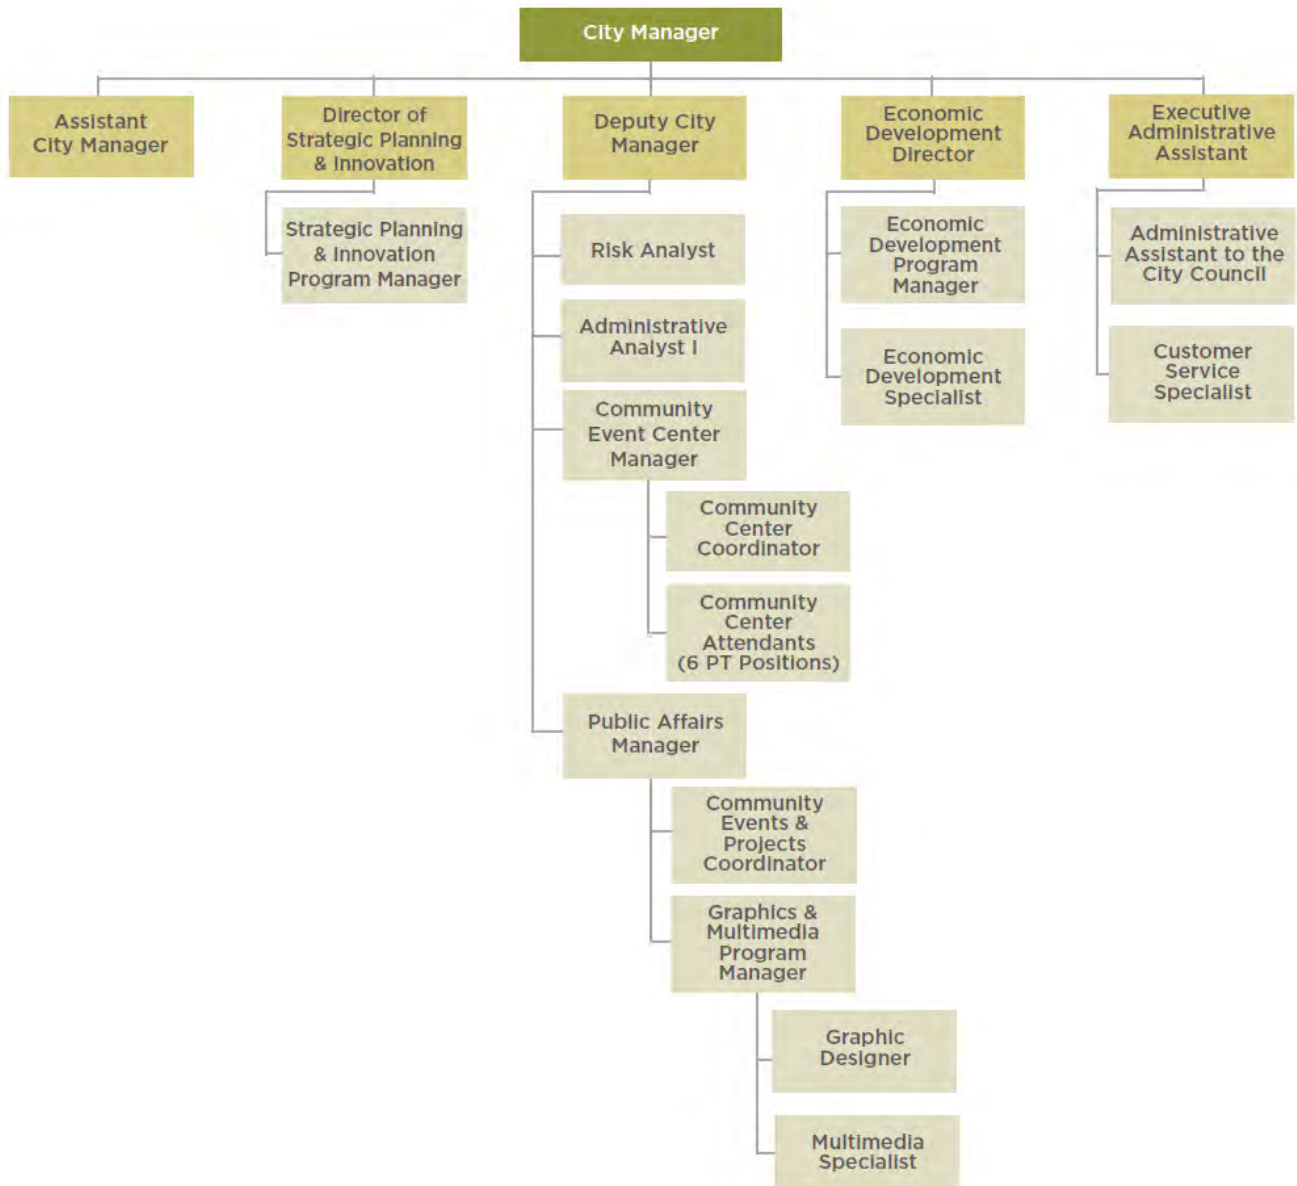 City Manager
Assistant
City Manager
Director of
Strategic Planning
& Innovation
Deputy City
Manager
Economic
Development
Director
Executive
Administrative
Assistant
Strategic Planning
& Innovation
Program Manager
Risk Analyst
Administrative
Analyst I
Community
Event Center
Manager
Community
Center
Coordinator
Community
Center
Attendants
(6 PT Positions)
Public Affairs
Manager
Community
Events &
Projects
Coordinator
Graphics &
Multimedia
Program
Manager
Graphic
Designer
Multimedia
Specialist
Economic
Development
Program
Manager
Economic
Development
Specialist
Administrative
Assistant to the
City Council
Customer
Service
Specialist